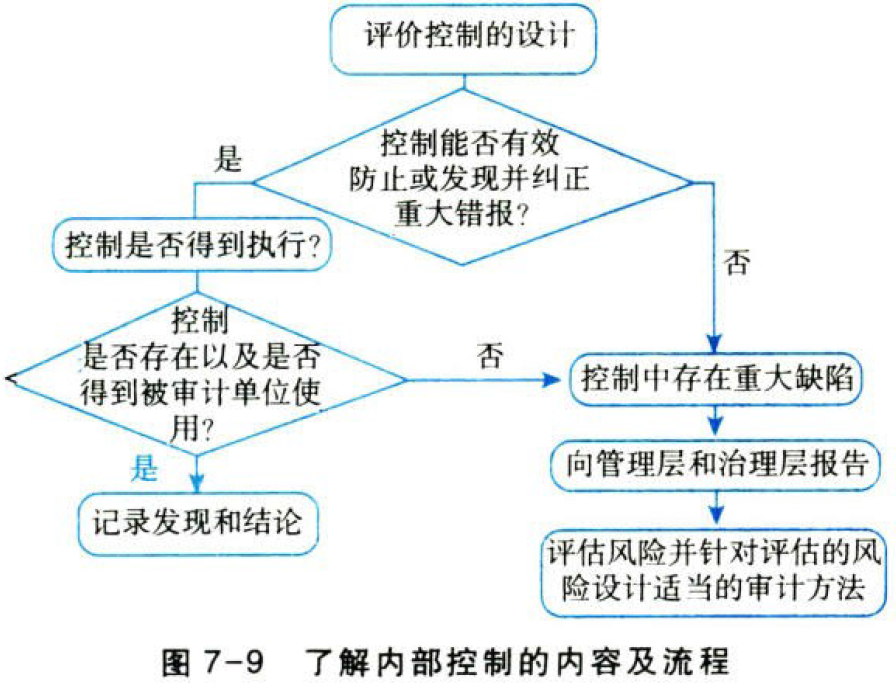 评价控制的设计
控制能否有效
防止或发现并纠正
重大错报?
是
控制是否得到执行?
否
控制
是否存在以及是否
得到被审计单位使
用?
否
控制中存在重大缺陷
是
向管理层和治理层报告
记录发现和结论
评估风险并针对评估的风
险设计适当的审计方法
图 7-9 了解内部控制的内容及流程